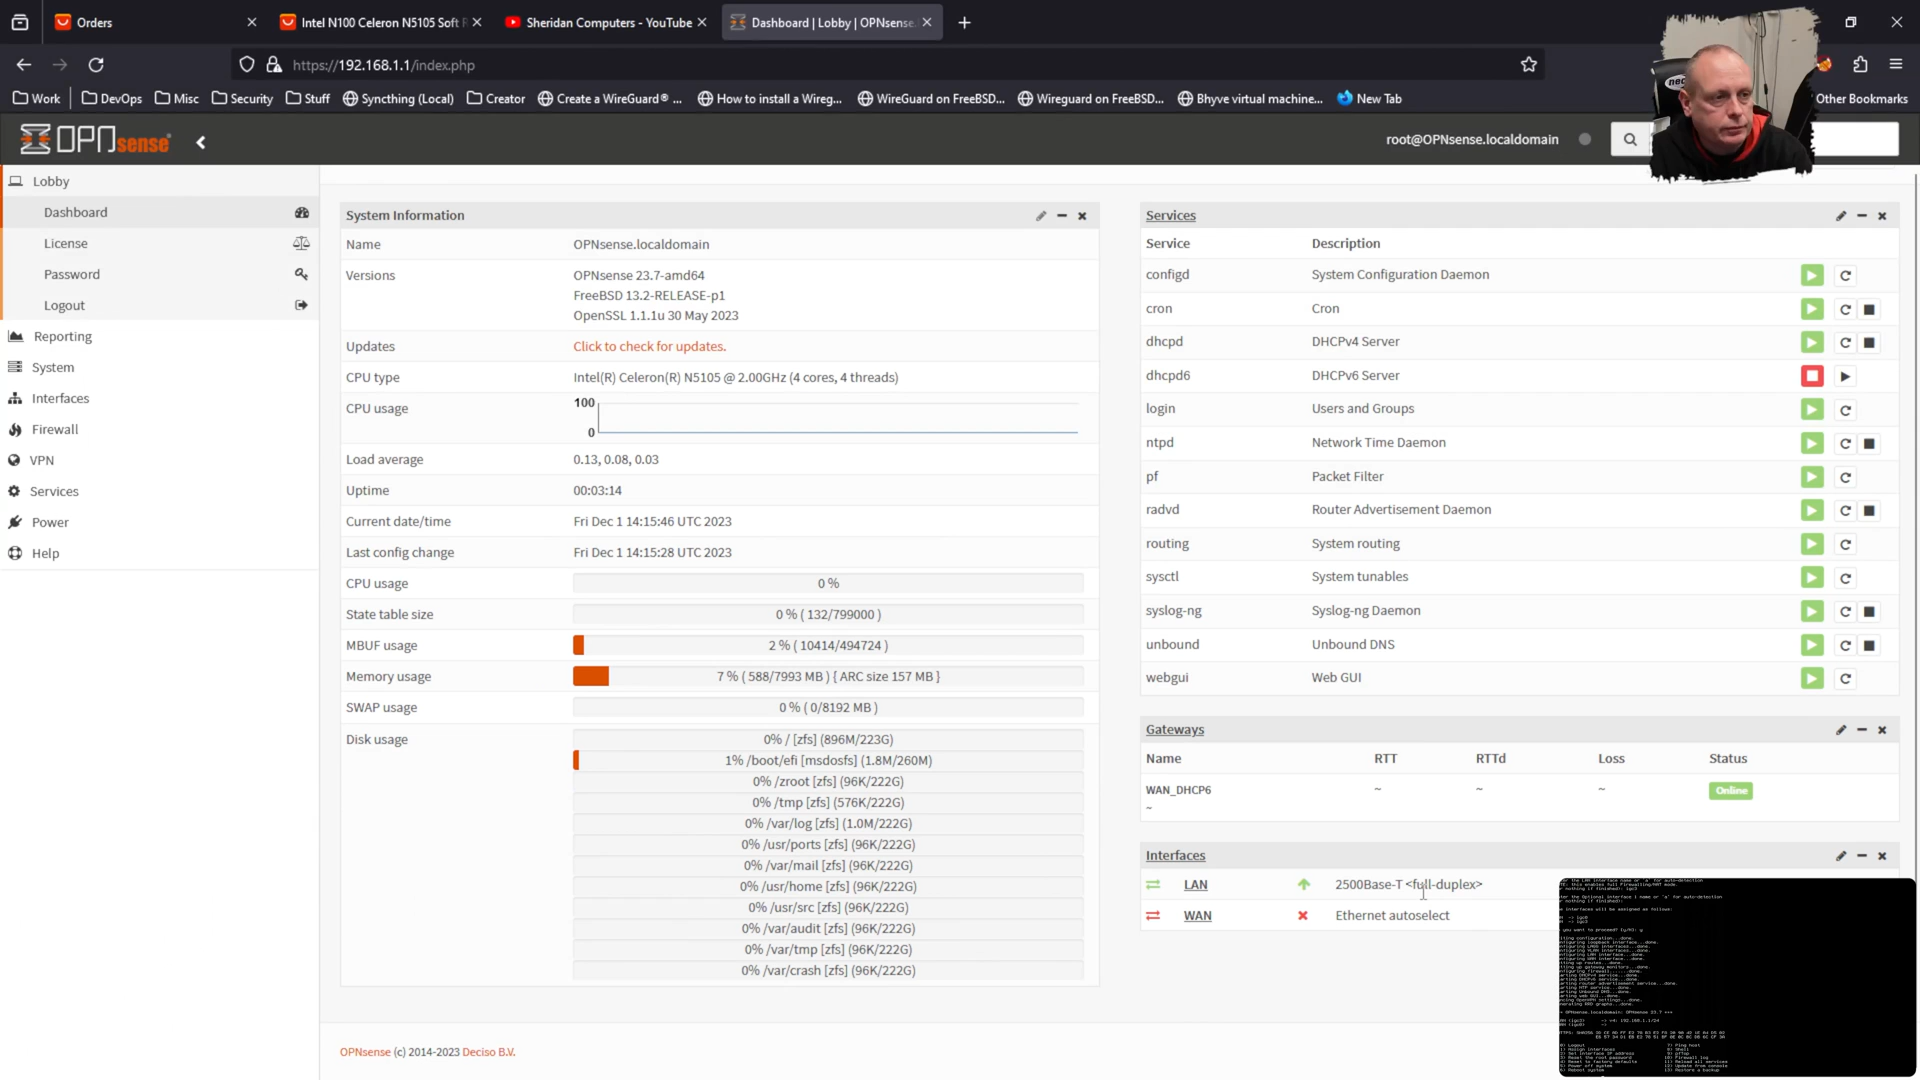 Orders
Intel N100 Celeron N5105 Soft R
Sheridan Computers - YouTube
Dashboard | Lobby | OPNsense.
https://192.168.1.1/index.php
Work
DevOps
Misc
Security
Stuff
Syncthing (Local)
Creator
Create a WireGuard® ...
How to install a Wireg...
WireGuard on FreeBSD...
Wireguard on FreeBSD...
Bhyve virtual machine...
New Tab
Other Bookmarks
OPNsense
root@OPNsense.localdomain
Lobby
Dashboard
License
Password
Logout
Reporting
System
Interfaces
Firewall
VPN
Services
Power
Help
System Information
Name OPNsense.localdomain
Versions OPNsense 23.7-amd64
FreeBSD 13.2-RELEASE-p1
OpenSSL 1.1.1u 30 May 2023
Updates Click to check for updates.
CPU type Intel(R) Celeron(R) N5105 @ 2.00GHz (4 cores, 4 threads)
CPU usage 100
0
Load average 0.13, 0.08, 0.03
Uptime 00:03:14
Current date/time Fri Dec 1 14:15:46 UTC 2023
Last config change Fri Dec 1 14:15:28 UTC 2023
CPU usage 0 %
State table size 0 % ( 132/799000 )
MBUF usage 2 % ( 10414/494724 )
Memory usage 7 % ( 588/7993 MB ) { ARC size 157 MB }
SWAP usage 0 % ( 0/8192 MB )
Disk usage 0% / [zfs] (896M/223G)
1% /boot/efi [msdosfs] (1.8M/260M)
0% /zroot [zfs] (96K/222G)
0% /tmp [zfs] (576K/222G)
0% /var/log [zfs] (1.0M/222G)
0% /usr/ports [zfs] (96K/222G)
0% /var/mail [zfs] (96K/222G)
0% /usr/home [zfs] (96K/222G)
0% /usr/src [zfs] (96K/222G)
0% /var/audit [zfs] (96K/222G)
0% /var/tmp [zfs] (96K/222G)
0% /var/crash [zfs] (96K/222G)
OPNsense (c) 2014-2023 Deciso B.V.
Services
Service Description
configd System Configuration Daemon
cron Cron
dhcpd DHCPv4 Server
dhcpd6 DHCPv6 Server
login Users and Groups
ntpd Network Time Daemon
pf Packet Filter
radvd Router Advertisement Daemon
routing System routing
sysctl System tunables
syslog-ng Syslog-ng Daemon
unbound Unbound DNS
webgui Web GUI
Gateways
Name RTT RTTd Loss Status
WAN_DHCP6 ~ ~ ~ Online
~
Interfaces
LAN 2500Base-T <full-duplex>
WAN Ethernet autoselect